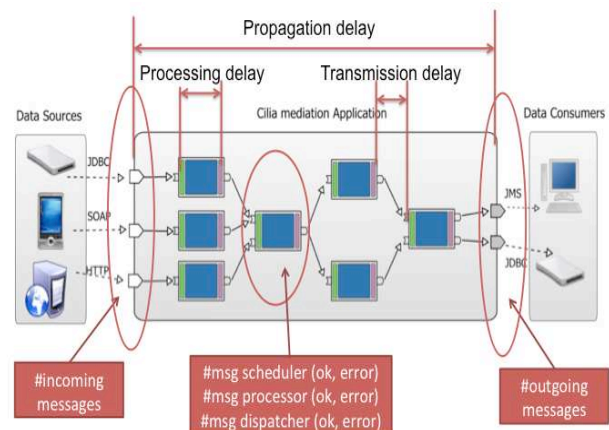 Propagation delay
Processing delay
Transmission delay
Data Sources
Cilia mediation Application
Data Consumers
JDBC
SOAP
HTTP
JMS
JDBC
#incoming
messages
#msg scheduler (ok, error)
#msg processor (ok, error)
#msg dispatcher (ok, error)
#outgoing
messages